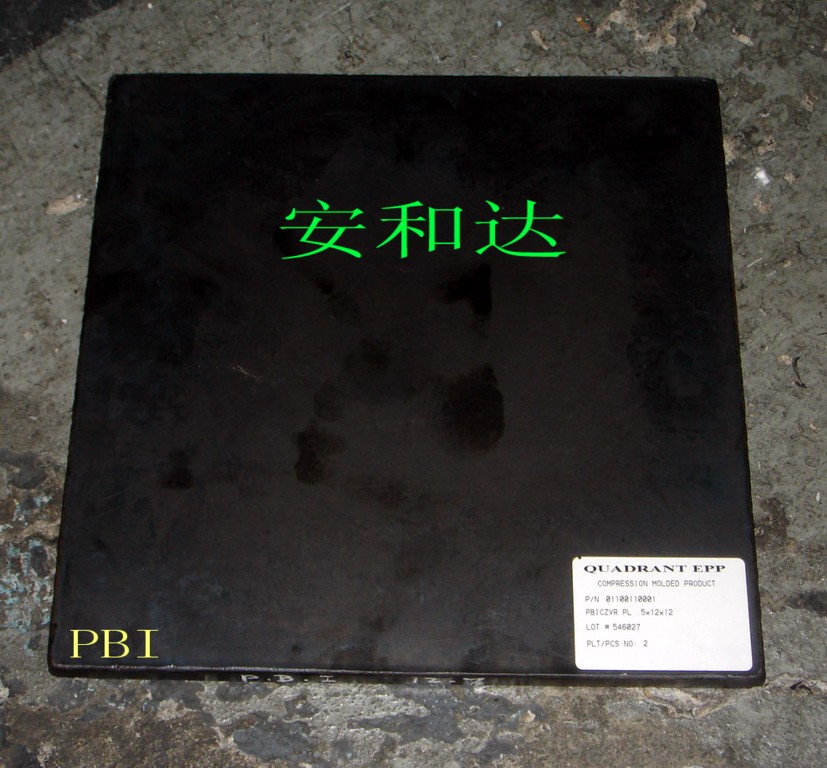 安和达
QUADRANT EPP
COMPRESSION MOLDED PRODUCT
P/N 01100110001
PBICZVR PL .5x12x12
LOT # 546027
PLT/PCS NO: 2
PBI
P.B.I